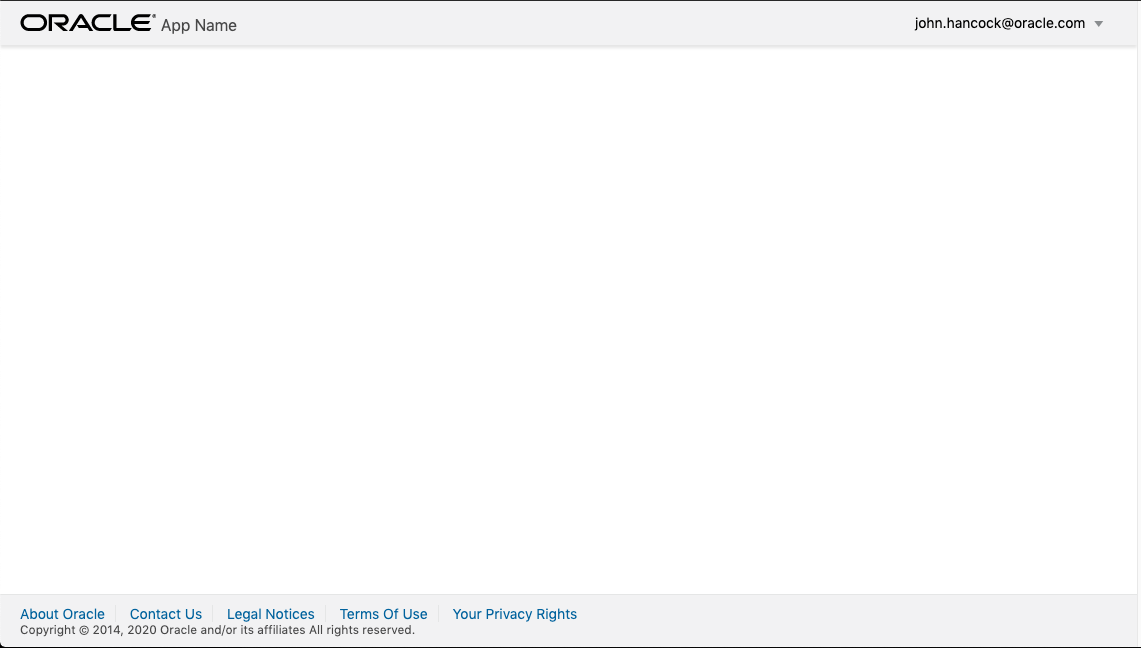 ORACLE® App Name
john.hancock@oracle.com
About Oracle Contact Us Legal Notices Terms Of Use Your Privacy Rights
Copyright © 2014, 2020 Oracle and/or its affiliates All rights reserved.